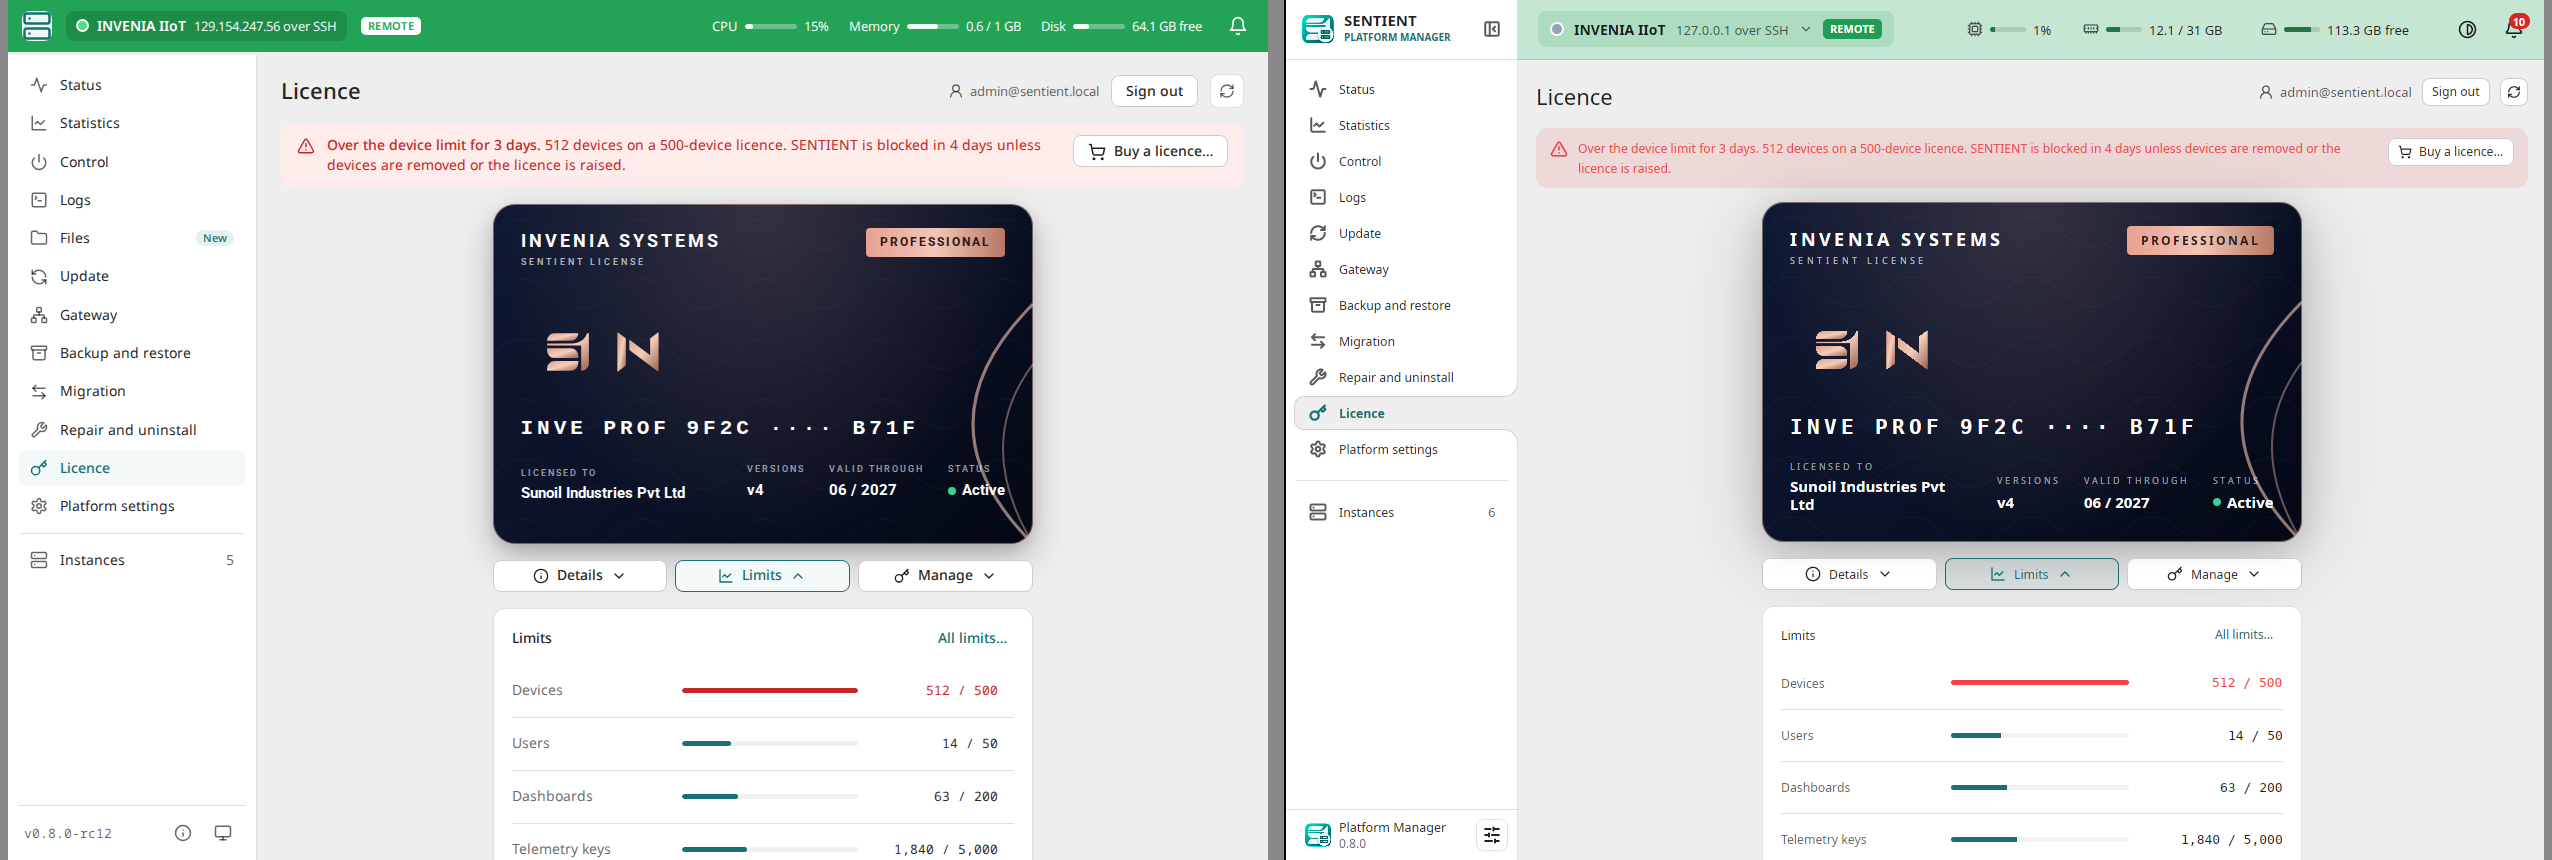 INVENIA IIoT 129.154.247.56 over SSH REMOTE CPU 15% Memory 0.6 / 1 GB Disk 64.1 GB free
Status
Statistics
Control
Logs
Files New
Update
Gateway
Backup and restore
Migration
Repair and uninstall
Licence
Platform settings
Instances 5
v0.8.0-rc12
Licence
admin@sentient.local Sign out
Over the device limit for 3 days. 512 devices on a 500-device licence. SENTIENT is blocked in 4 days unless
devices are removed or the licence is raised.
Buy a licence...
INVENIA SYSTEMS
SENTIENT LICENSE
PROFESSIONAL
INVE PROF 9F2C ···· B71F
LICENSED TO VERSIONS VALID THROUGH STATUS
Sunoil Industries Pvt Ltd v4 06 / 2027 Active
Details Limits Manage
Limits All limits...
Devices 512 / 500
Users 14 / 50
Dashboards 63 / 200
Telemetry keys 1,840 / 5,000
SENTIENT
PLATFORM MANAGER
INVENIA IIoT 127.0.0.1 over SSH REMOTE 1% 12.1 / 31 GB 113.3 GB free 10
Status
Statistics
Control
Logs
Update
Gateway
Backup and restore
Migration
Repair and uninstall
Licence
Platform settings
Instances 6
Platform Manager
0.8.0
Licence
admin@sentient.local Sign out
Over the device limit for 3 days. 512 devices on a 500-device licence. SENTIENT is blocked in 4 days unless devices are removed or the
licence is raised.
Buy a licence...
INVENIA SYSTEMS
SENTIENT LICENSE
PROFESSIONAL
INVE PROF 9F2C ···· B71F
LICENSED TO VERSIONS VALID THROUGH STATUS
Sunoil Industries Pvt
Ltd v4 06 / 2027 Active
Details Limits Manage
Limits All limits...
Devices 512 / 500
Users 14 / 50
Dashboards 63 / 200
Telemetry keys 1,840 / 5,000